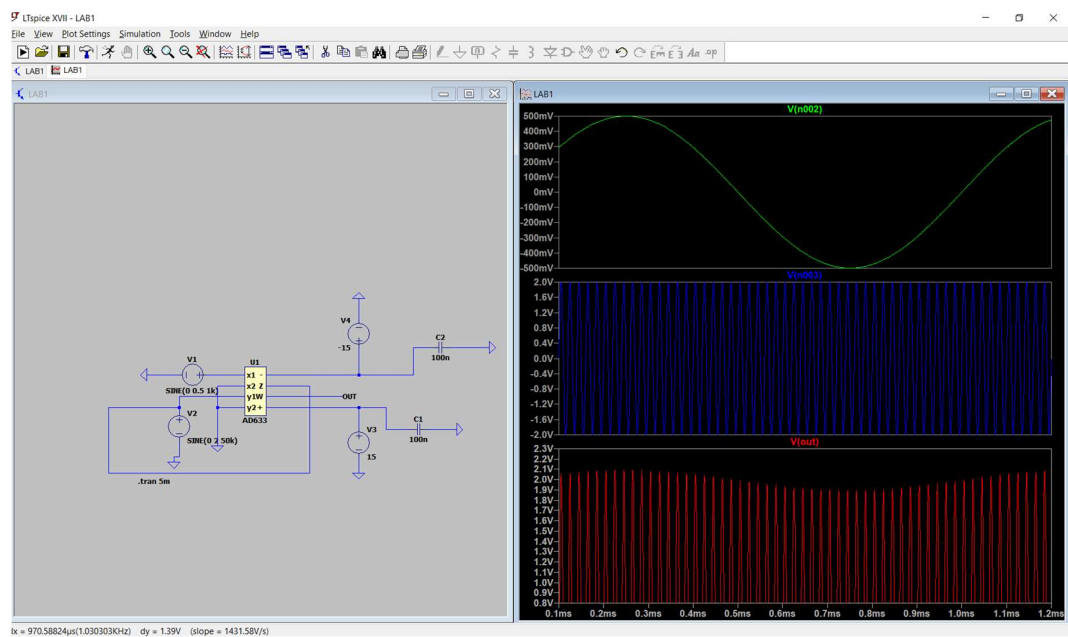 LTspice XVII - LAB1
File View Plot Settings Simulation Tools Window Help
LAB1 LAB1
LAB1
V4
-15
C2
100n
V1
SINE(0 0.5 1k)
U1
x1 -
x2 Z
y1W
y2+
AD633
OUT
V2
SINE(0 2 50k)
C1
100n
V3
15
.tran 5m
LAB1
V(n002)
500mV
400mV
300mV
200mV
100mV
0mV
-100mV
-200mV
-300mV
-400mV
-500mV
V(n003)
2.0V
1.6V
1.2V
0.8V
0.4V
0.0V
-0.4V
-0.8V
-1.2V
-1.6V
-2.0V
V(out)
2.3V
2.2V
2.1V
2.0V
1.9V
1.8V
1.7V
1.6V
1.5V
1.4V
1.3V
1.2V
1.1V
1.0V
0.9V
0.8V
0.1ms 0.2ms 0.3ms 0.4ms 0.5ms 0.6ms 0.7ms 0.8ms 0.9ms 1.0ms 1.1ms 1.2ms
x = 970.58824µs(1.030303KHz) dy = 1.39V (slope = 1431.58V/s)